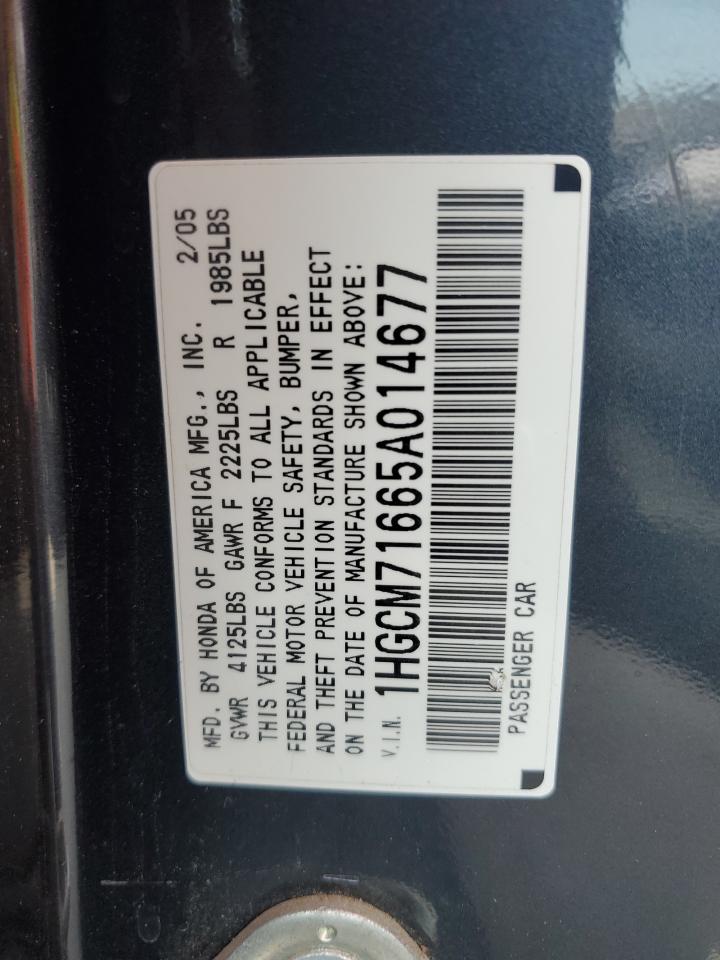 MFD. BY HONDA OF AMERICA MFG., INC. 2/05
GVWR 4125LBS GAWR F 2225LBS R 1985LBS
THIS VEHICLE CONFORMS TO ALL APPLICABLE
FEDERAL MOTOR VEHICLE SAFETY, BUMPER,
AND THEFT PREVENTION STANDARDS IN EFFECT
ON THE DATE OF MANUFACTURE SHOWN ABOVE:
V.I.N. 1HGCM71665A014677
PASSENGER CAR